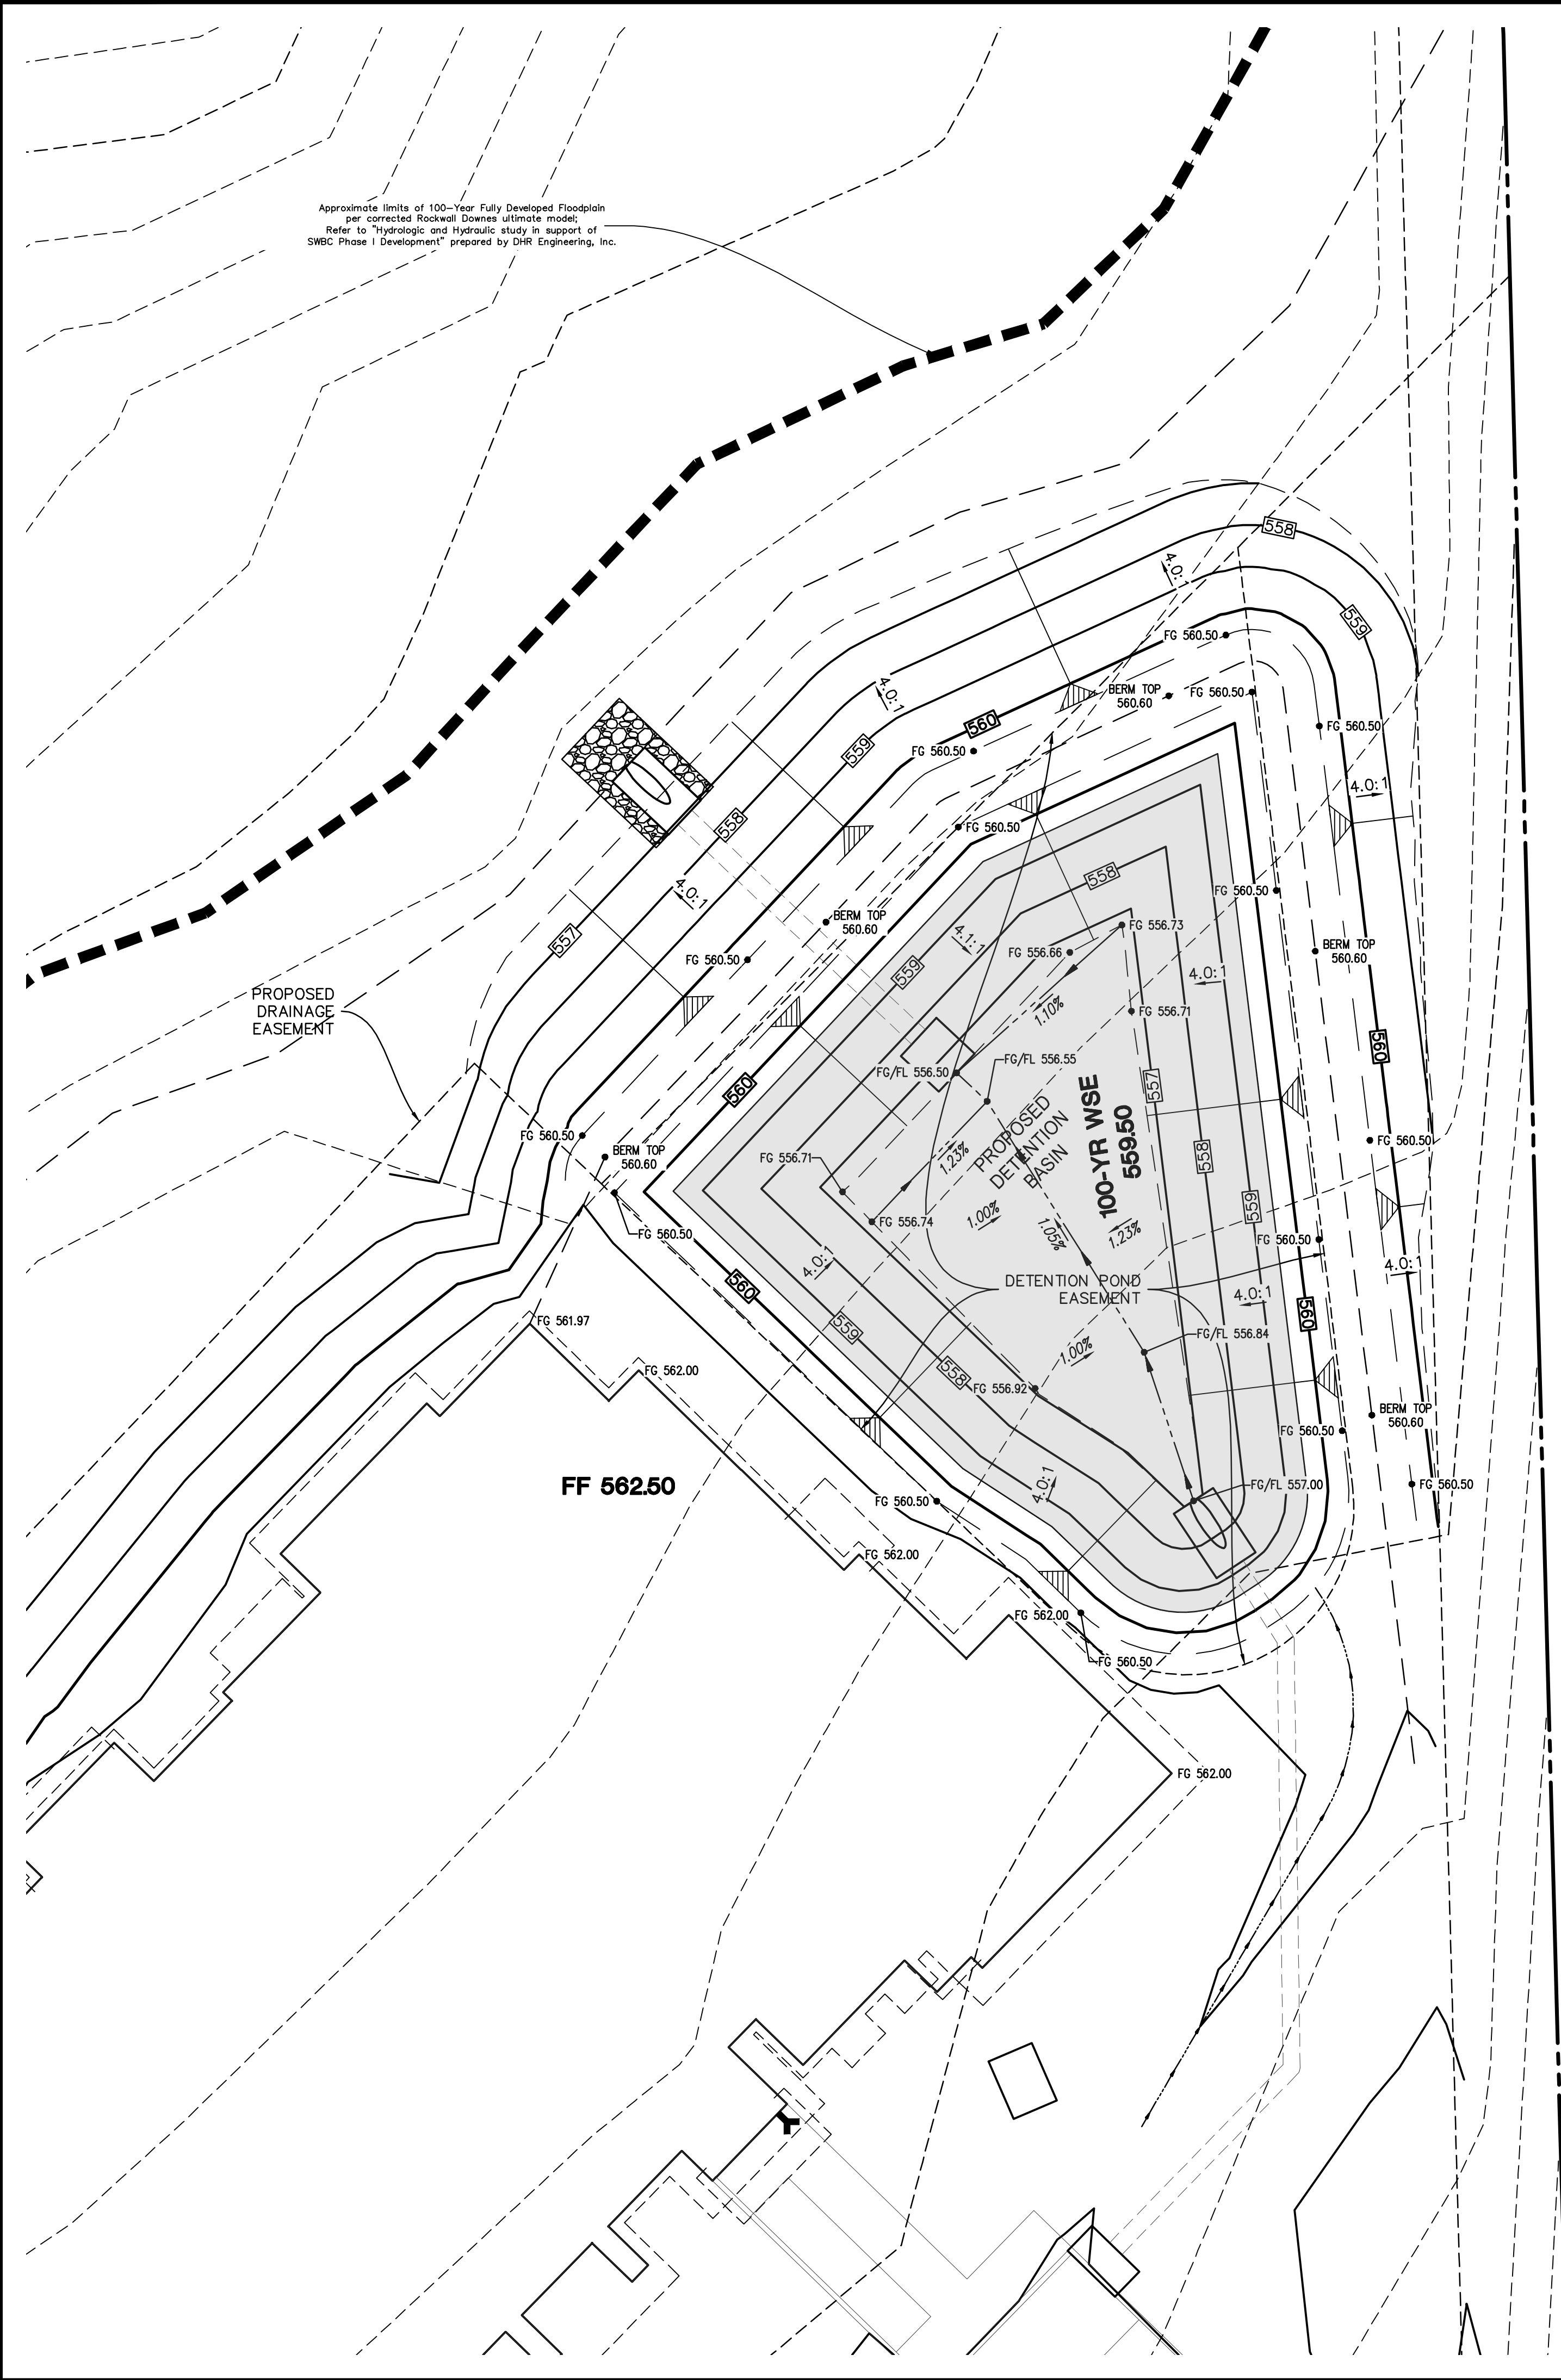 Approximate limits of 100-Year Fully Developed Floodplain
per corrected Rockwall Downes ultimate model;
Refer to "Hydrologic and Hydraulic study in support of
SWBC Phase I Development" prepared by DHR Engineering, Inc.
558
4.0:1
559
FG 560.50
4.0:1
BERM TOP
560.60
FG 560.50
560
FG 560.50
559
FG 560.50
4.0:1
558
FG 560.50
558
4.0:1
FG 560.50
BERM TOP
560.60
FG 556.73
557
4.1:1
BERM TOP
560.60
FG 556.66
FG 560.50
559
4.0:1
PROPOSED
DRAINAGE
EASEMENT
1.10%
FG 556.71
560
FG/FL 556.55
FG/FL 556.50
557
560
100-YR WSE
559.50
PROPOSED
DETENTION
BASIN
FG 560.50
FG 560.50
BERM TOP
560.60
FG 556.71
1.23%
558
FG 556.74
1.00%
1.05%
1.23%
559
FG 560.50
FG 560.50
4.0:1
4.0:1
560
DETENTION POND
EASEMENT
4.0:1
560
FG 561.97
559
FG/FL 556.84
1.00%
FG 562.00
558
FG 556.92
BERM TOP
560.60
FG 560.50
FF 562.50
4.0:1
FG/FL 557.00
FG 560.50
FG 560.50
FG 562.00
FG 562.00
FG 560.50
FG 562.00
Y